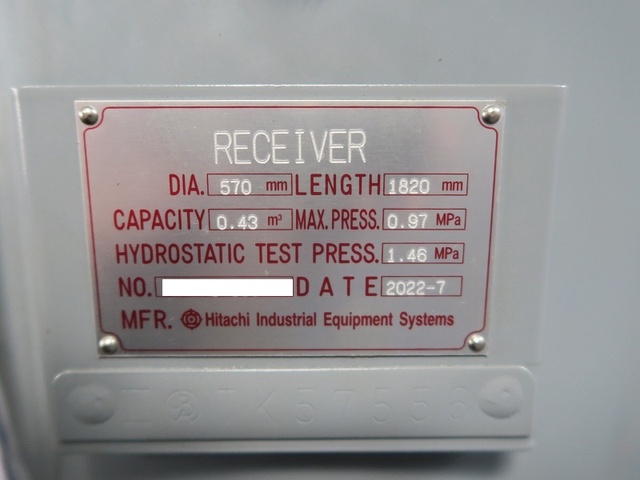 RECEIVER
DIA. 570 mm LENGTH 1820 mm
CAPACITY 0.43 m³ MAX. PRESS. 0.97 MPa
HYDROSTATIC TEST PRESS. 1.46 MPa
NO. DATE 2022-7
MFR. Hitachi Industrial Equipment Systems